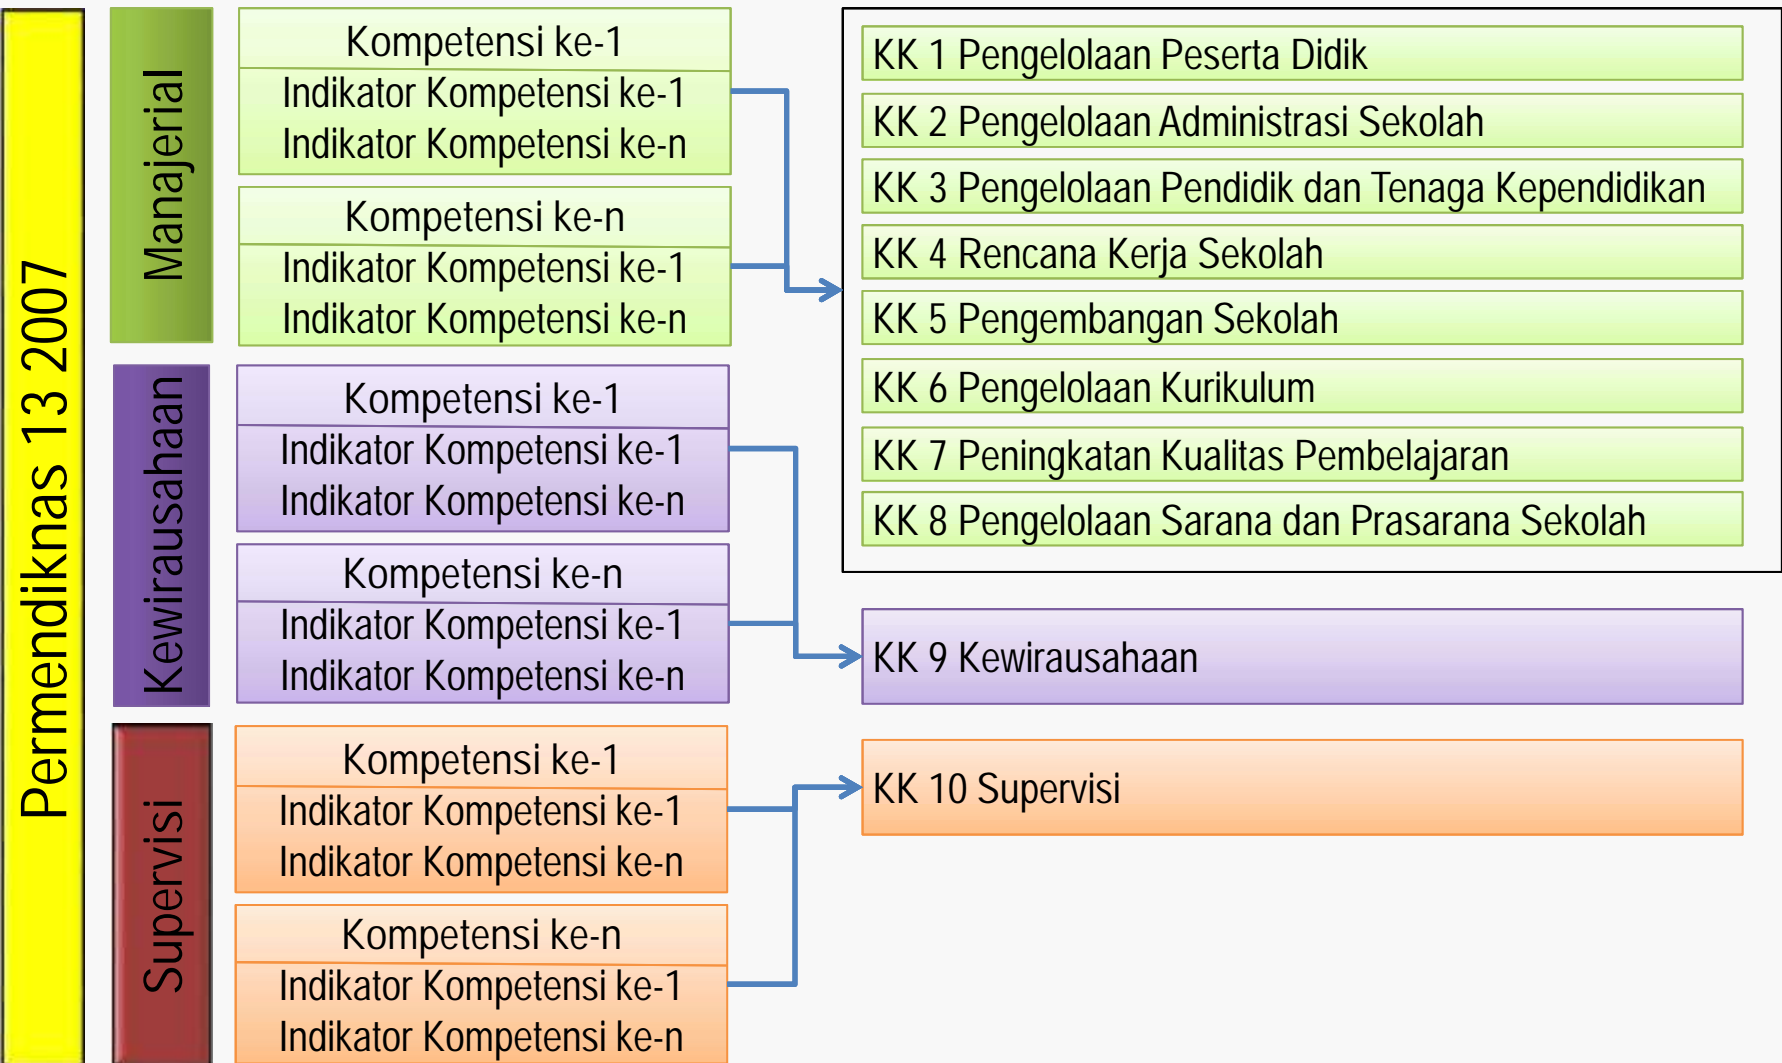 Permendiknas 13 2007
Manajerial
Kompetensi ke-1
Indikator Kompetensi ke-1
Indikator Kompetensi ke-n
Kompetensi ke-n
Indikator Kompetensi ke-1
Indikator Kompetensi ke-n
KK 1 Pengelolaan Peserta Didik
KK 2 Pengelolaan Administrasi Sekolah
KK 3 Pengelolaan Pendidik dan Tenaga Kependidikan
KK 4 Rencana Kerja Sekolah
KK 5 Pengembangan Sekolah
KK 6 Pengelolaan Kurikulum
KK 7 Peningkatan Kualitas Pembelajaran
KK 8 Pengelolaan Sarana dan Prasarana Sekolah
Kewirausahaan
Kompetensi ke-1
Indikator Kompetensi ke-1
Indikator Kompetensi ke-n
Kompetensi ke-n
Indikator Kompetensi ke-1
Indikator Kompetensi ke-n
KK 9 Kewirausahaan
Supervisi
Kompetensi ke-1
Indikator Kompetensi ke-1
Indikator Kompetensi ke-n
Kompetensi ke-n
Indikator Kompetensi ke-1
Indikator Kompetensi ke-n
KK 10 Supervisi